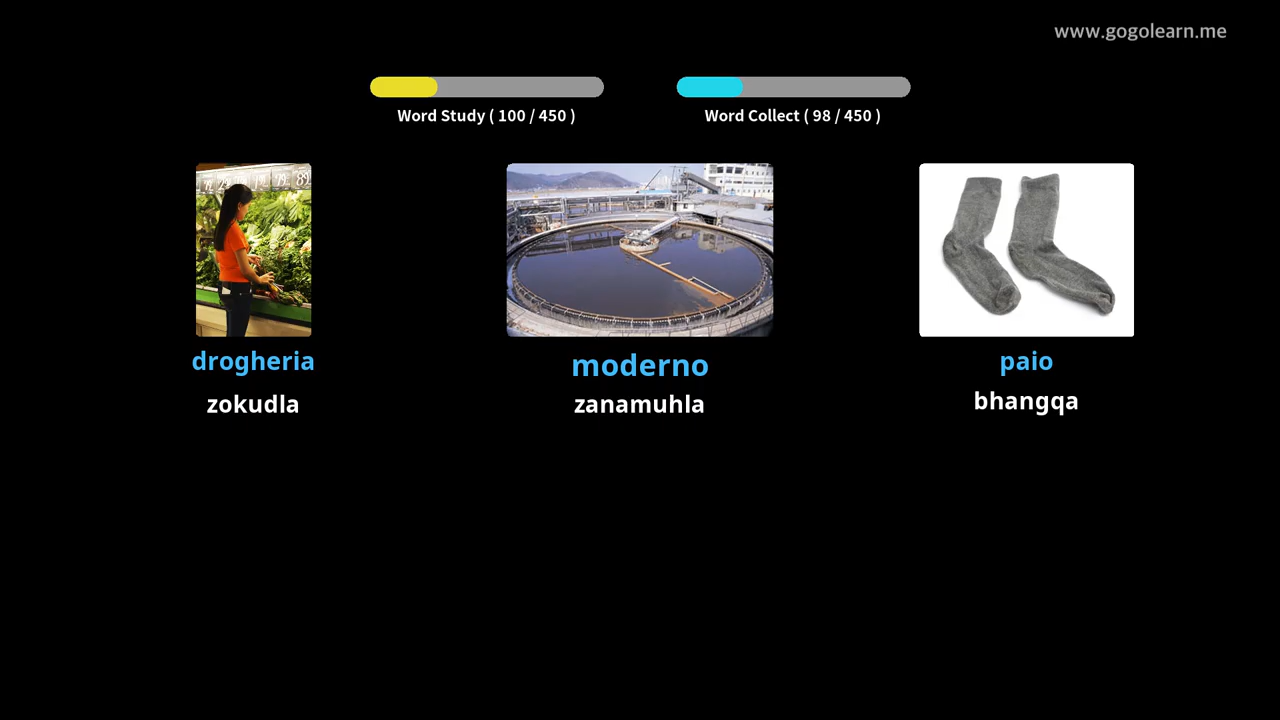 www.gogolearn.me
Word Study ( 100 / 450 )
Word Collect ( 98 / 450 )
drogheria
moderno
paio
zokudla
zanamuhla
bhangqa